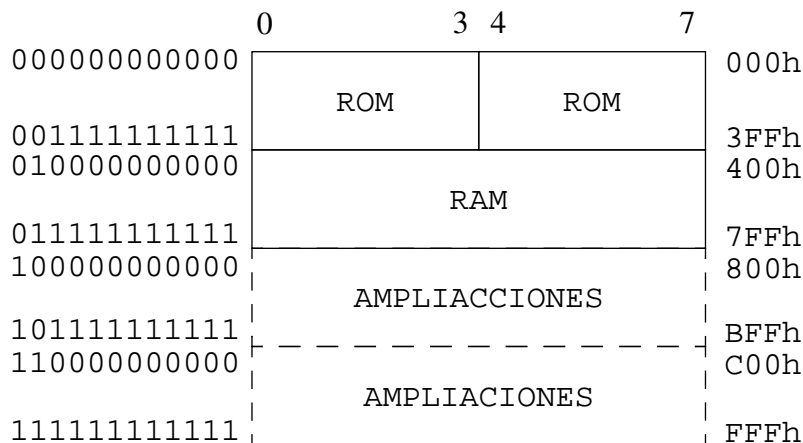 0 3 4 7
000000000000 000h
ROM ROM
001111111111 3FFh
010000000000 400h
RAM
011111111111 7FFh
100000000000 800h
AMPLIACCIONES
101111111111 BFFh
110000000000 C00h
AMPLIACIONES
111111111111 FFFh